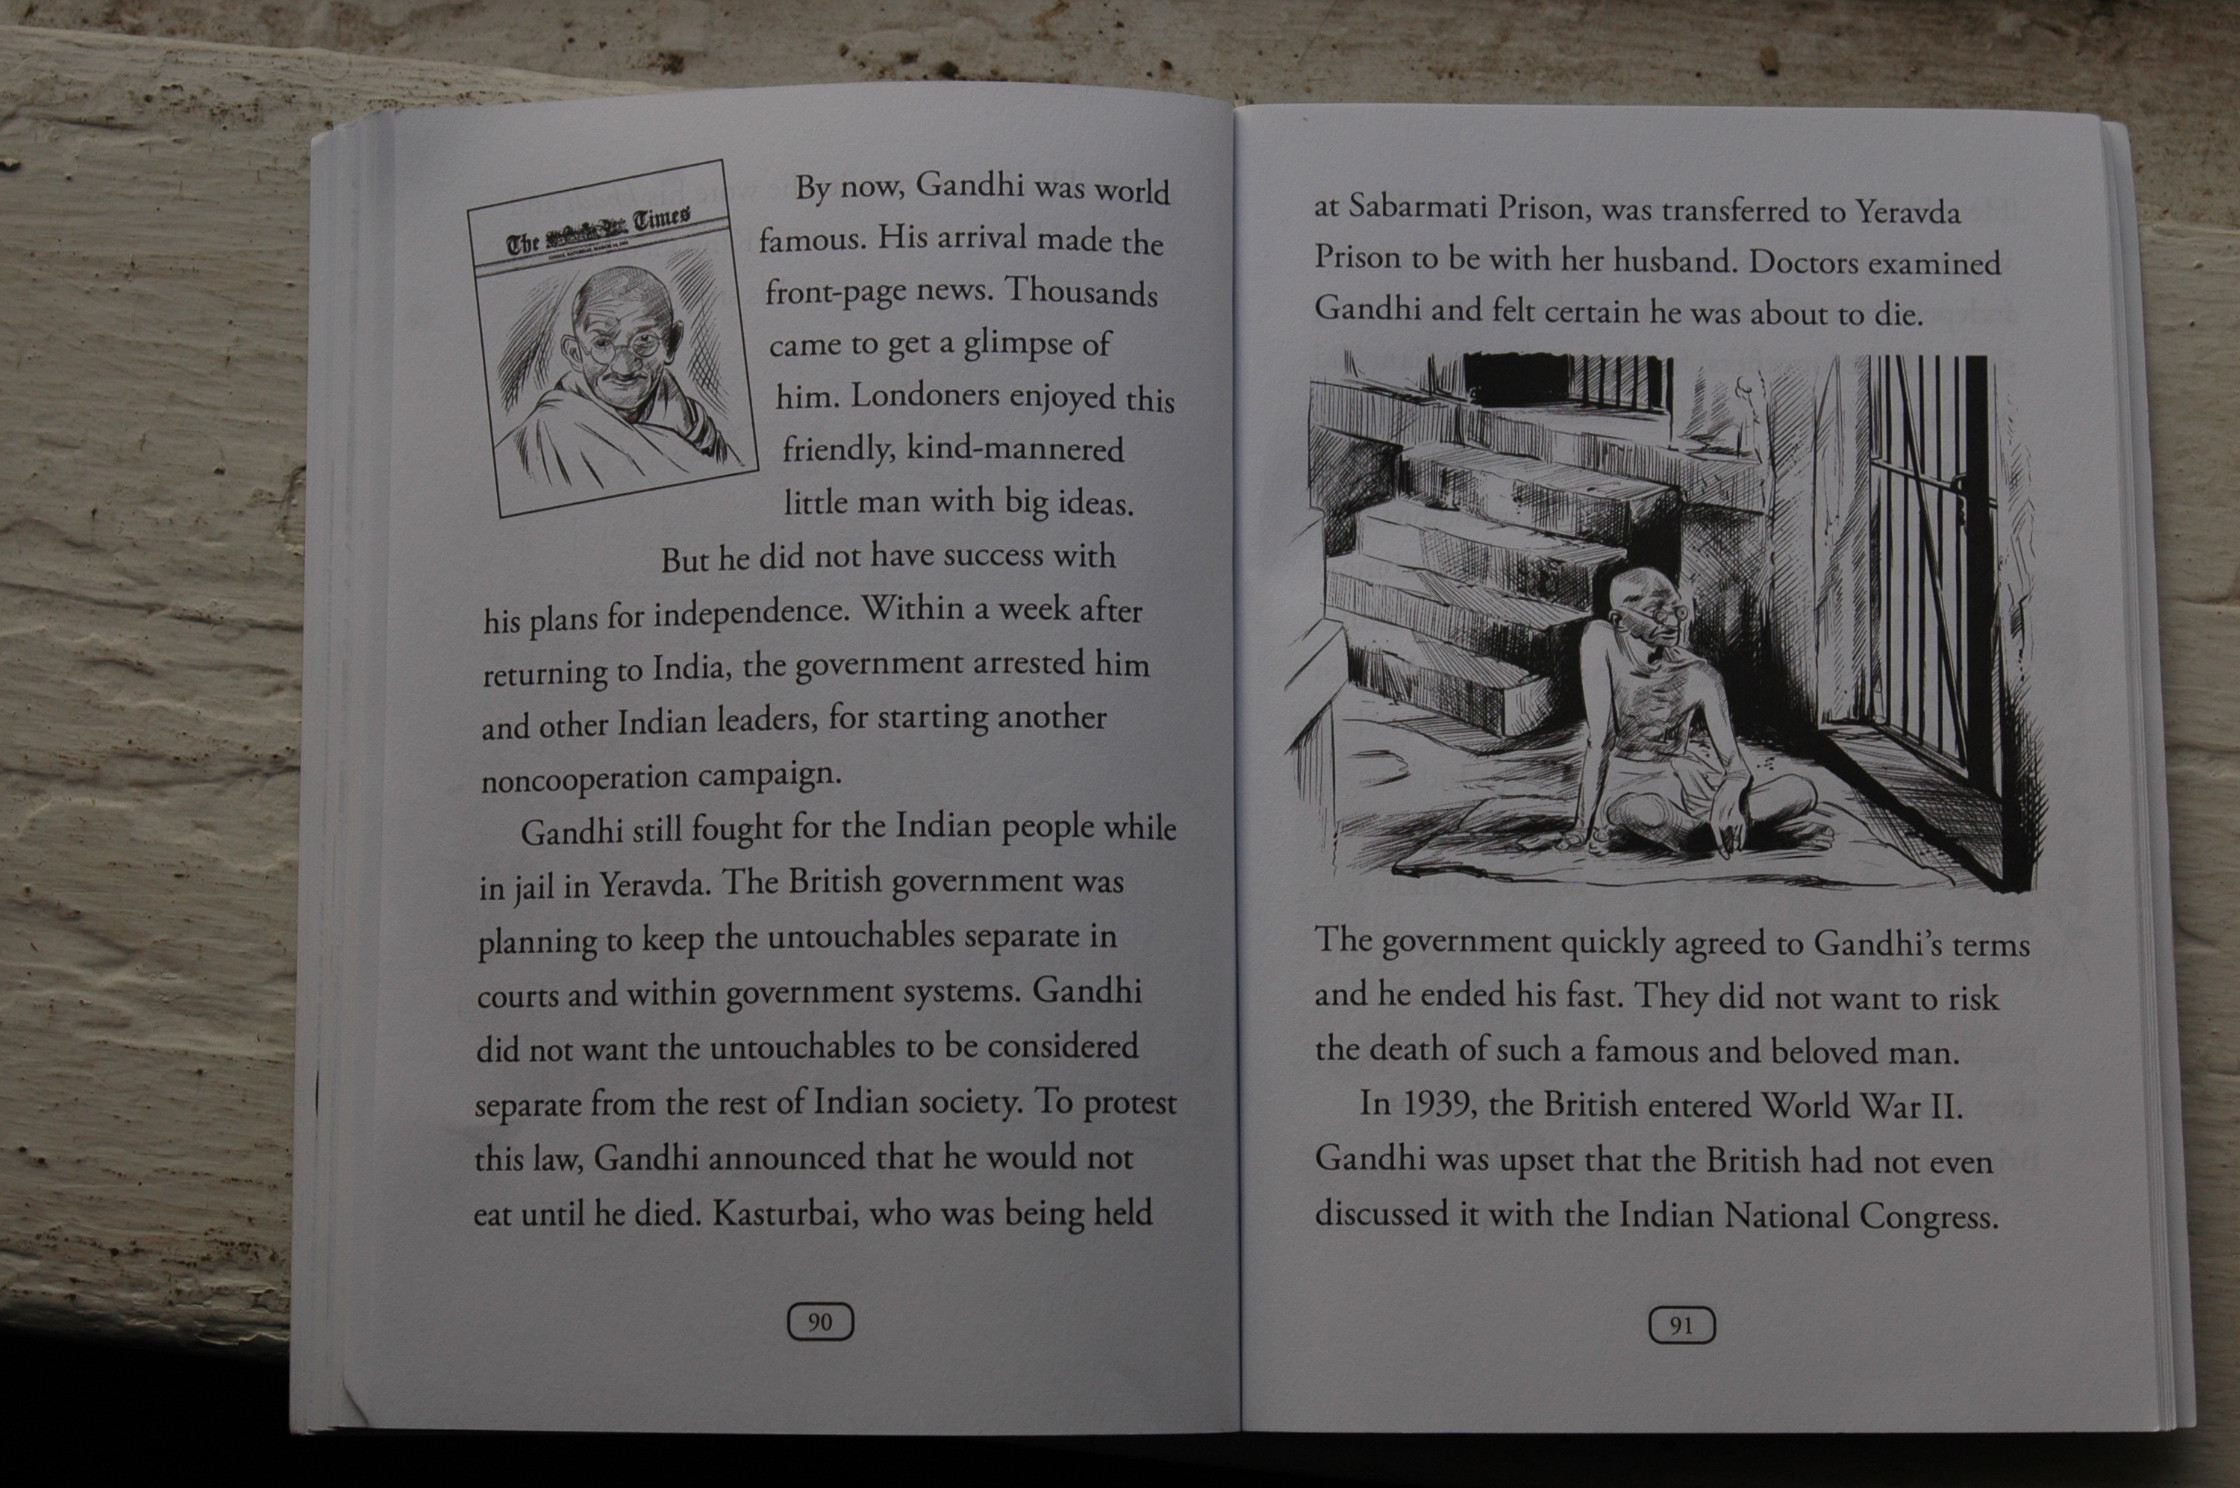 The Times
By now, Gandhi was world
famous. His arrival made the
front-page news. Thousands
came to get a glimpse of
him. Londoners enjoyed this
friendly, kind-mannered
little man with big ideas.
But he did not have success with
his plans for independence. Within a week after
returning to India, the government arrested him
and other Indian leaders, for starting another
noncooperation campaign.
Gandhi still fought for the Indian people while
in jail in Yeravda. The British government was
planning to keep the untouchables separate in
courts and within government systems. Gandhi
did not want the untouchables to be considered
separate from the rest of Indian society. To protest
this law, Gandhi announced that he would not
eat until he died. Kasturbai, who was being held
90
at Sabarmati Prison, was transferred to Yeravda
Prison to be with her husband. Doctors examined
Gandhi and felt certain he was about to die.
The government quickly agreed to Gandhi's terms
and he ended his fast. They did not want to risk
the death of such a famous and beloved man.
In 1939, the British entered World War II.
Gandhi was upset that the British had not even
discussed it with the Indian National Congress.
91